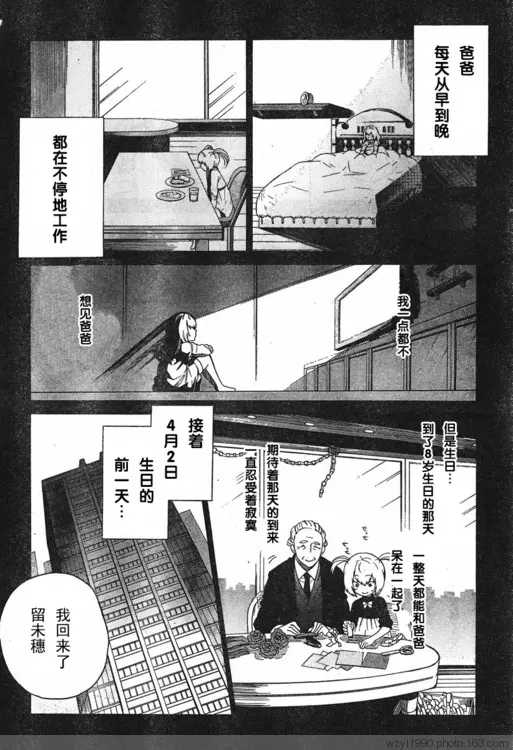 爸爸
每天从早到晚
都在不停地工作
我一点都不
想见爸爸
但是生日…
到了8岁生日的那天
一整天都能和爸爸
呆在一起了
期待着那天的到来
一直忍受着寂寞
接着
4月2日
生日的
前一天…
我回来了
留未穗
wzyl1990.photo.163.com